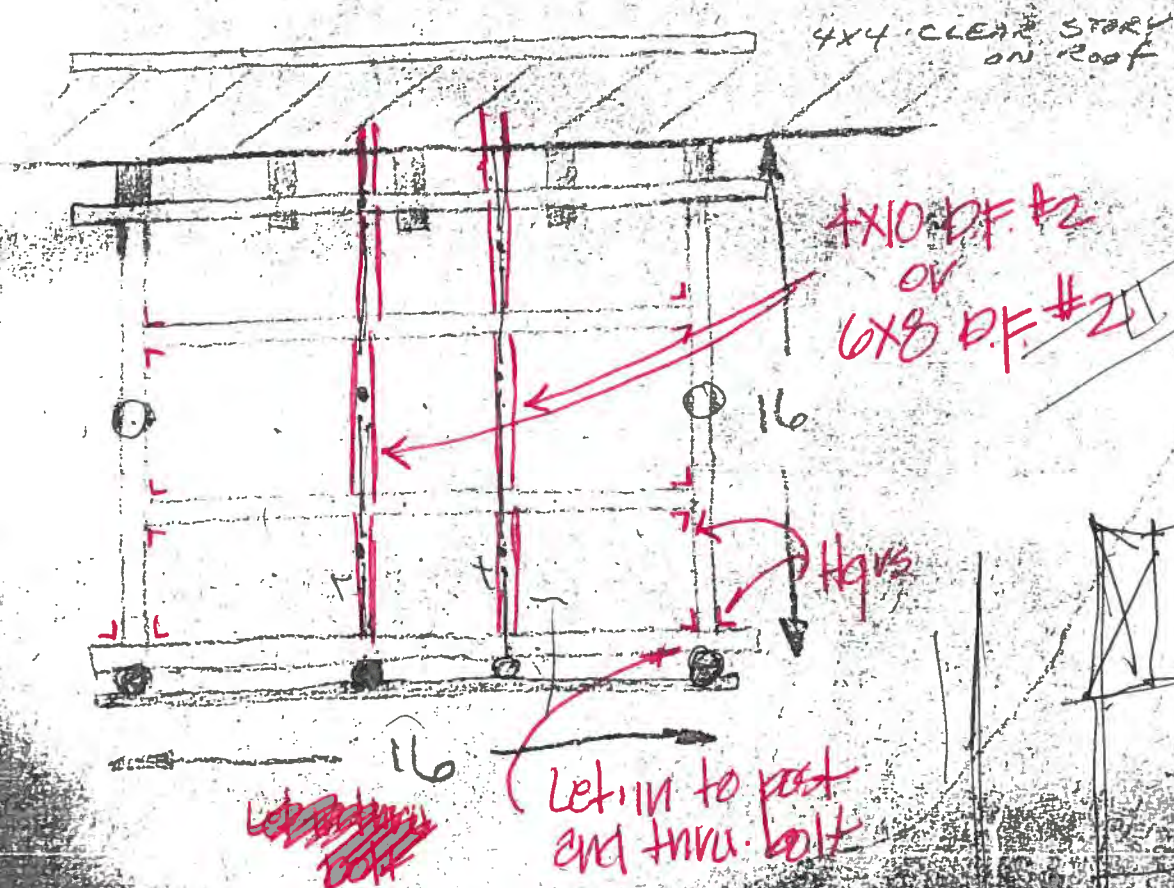 4X4 CLEAR STORY
ON ROOF
4X10 D.F. #2
or
6X8 D.F. #2
16
Hgrs
16
Let in to post
and thru-bolt